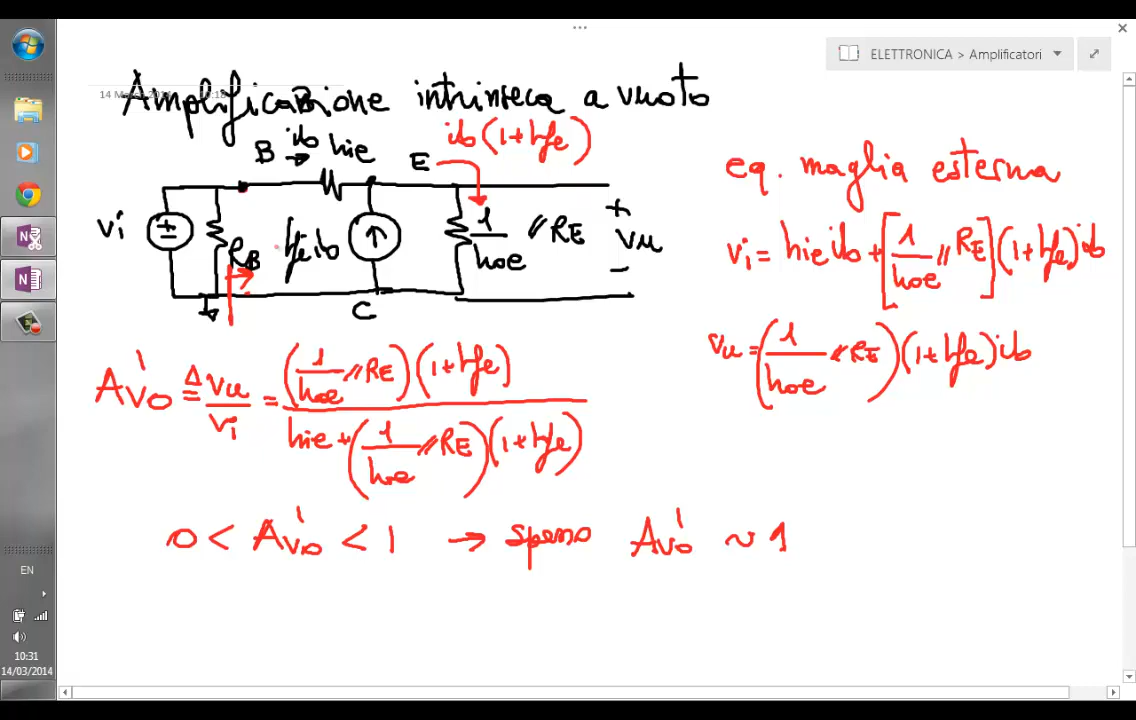 ELETTRONICA > Amplificatori
Amplificazione intrinseca a vuoto
ib (1+hfe)
B ib hie E
vi RB hfe ib 1/hoe // RE + vu −
C
eq. maglia esterna
vi = hie ib + [1/hoe // RE] (1+hfe) ib
vu = (1/hoe // RE) (1+hfe) ib
A'vo ≜ vu/vi = (1/hoe // RE) (1+hfe) / hie + (1/hoe // RE) (1+hfe)
0 < A'vo < 1 → spesso A'vo ~ 1
EN
10:31
14/03/2014